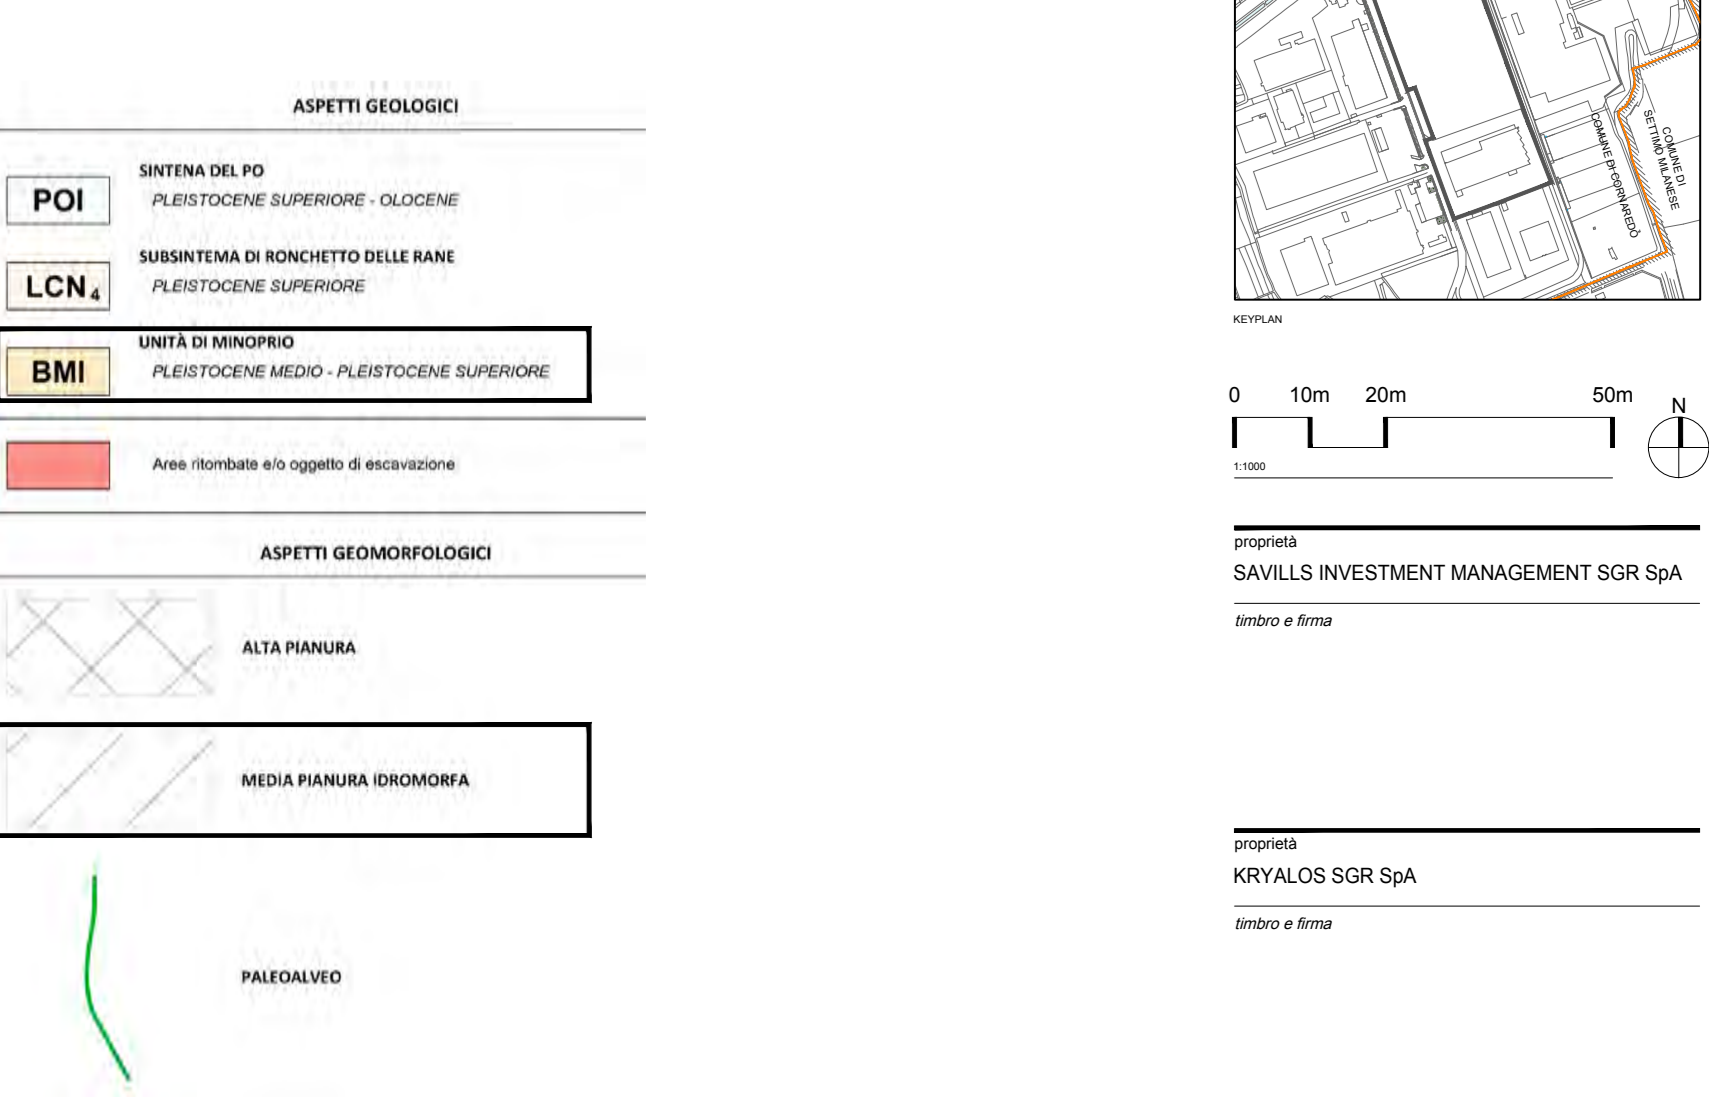 ASPETTI GEOLOGICI
POI
SINTENA DEL PO
PLEISTOCENE SUPERIORE - OLOCENE
LCN4
SUBSINTEMA DI RONCHETTO DELLE RANE
PLEISTOCENE SUPERIORE
BMI
UNITÀ DI MINOPRIO
PLEISTOCENE MEDIO - PLEISTOCENE SUPERIORE
Aree ritombate e/o oggetto di escavazione
ASPETTI GEOMORFOLOGICI
ALTA PIANURA
MEDIA PIANURA IDROMORFA
PALEOALVEO
COMUNE DI CORNAREDO
COMUNE DI
SETTIMO MILANESE
KEYPLAN
0 10m 20m 50m
N
1:1000
proprietà
SAVILLS INVESTMENT MANAGEMENT SGR SpA
timbro e firma
proprietà
KRYALOS SGR SpA
timbro e firma